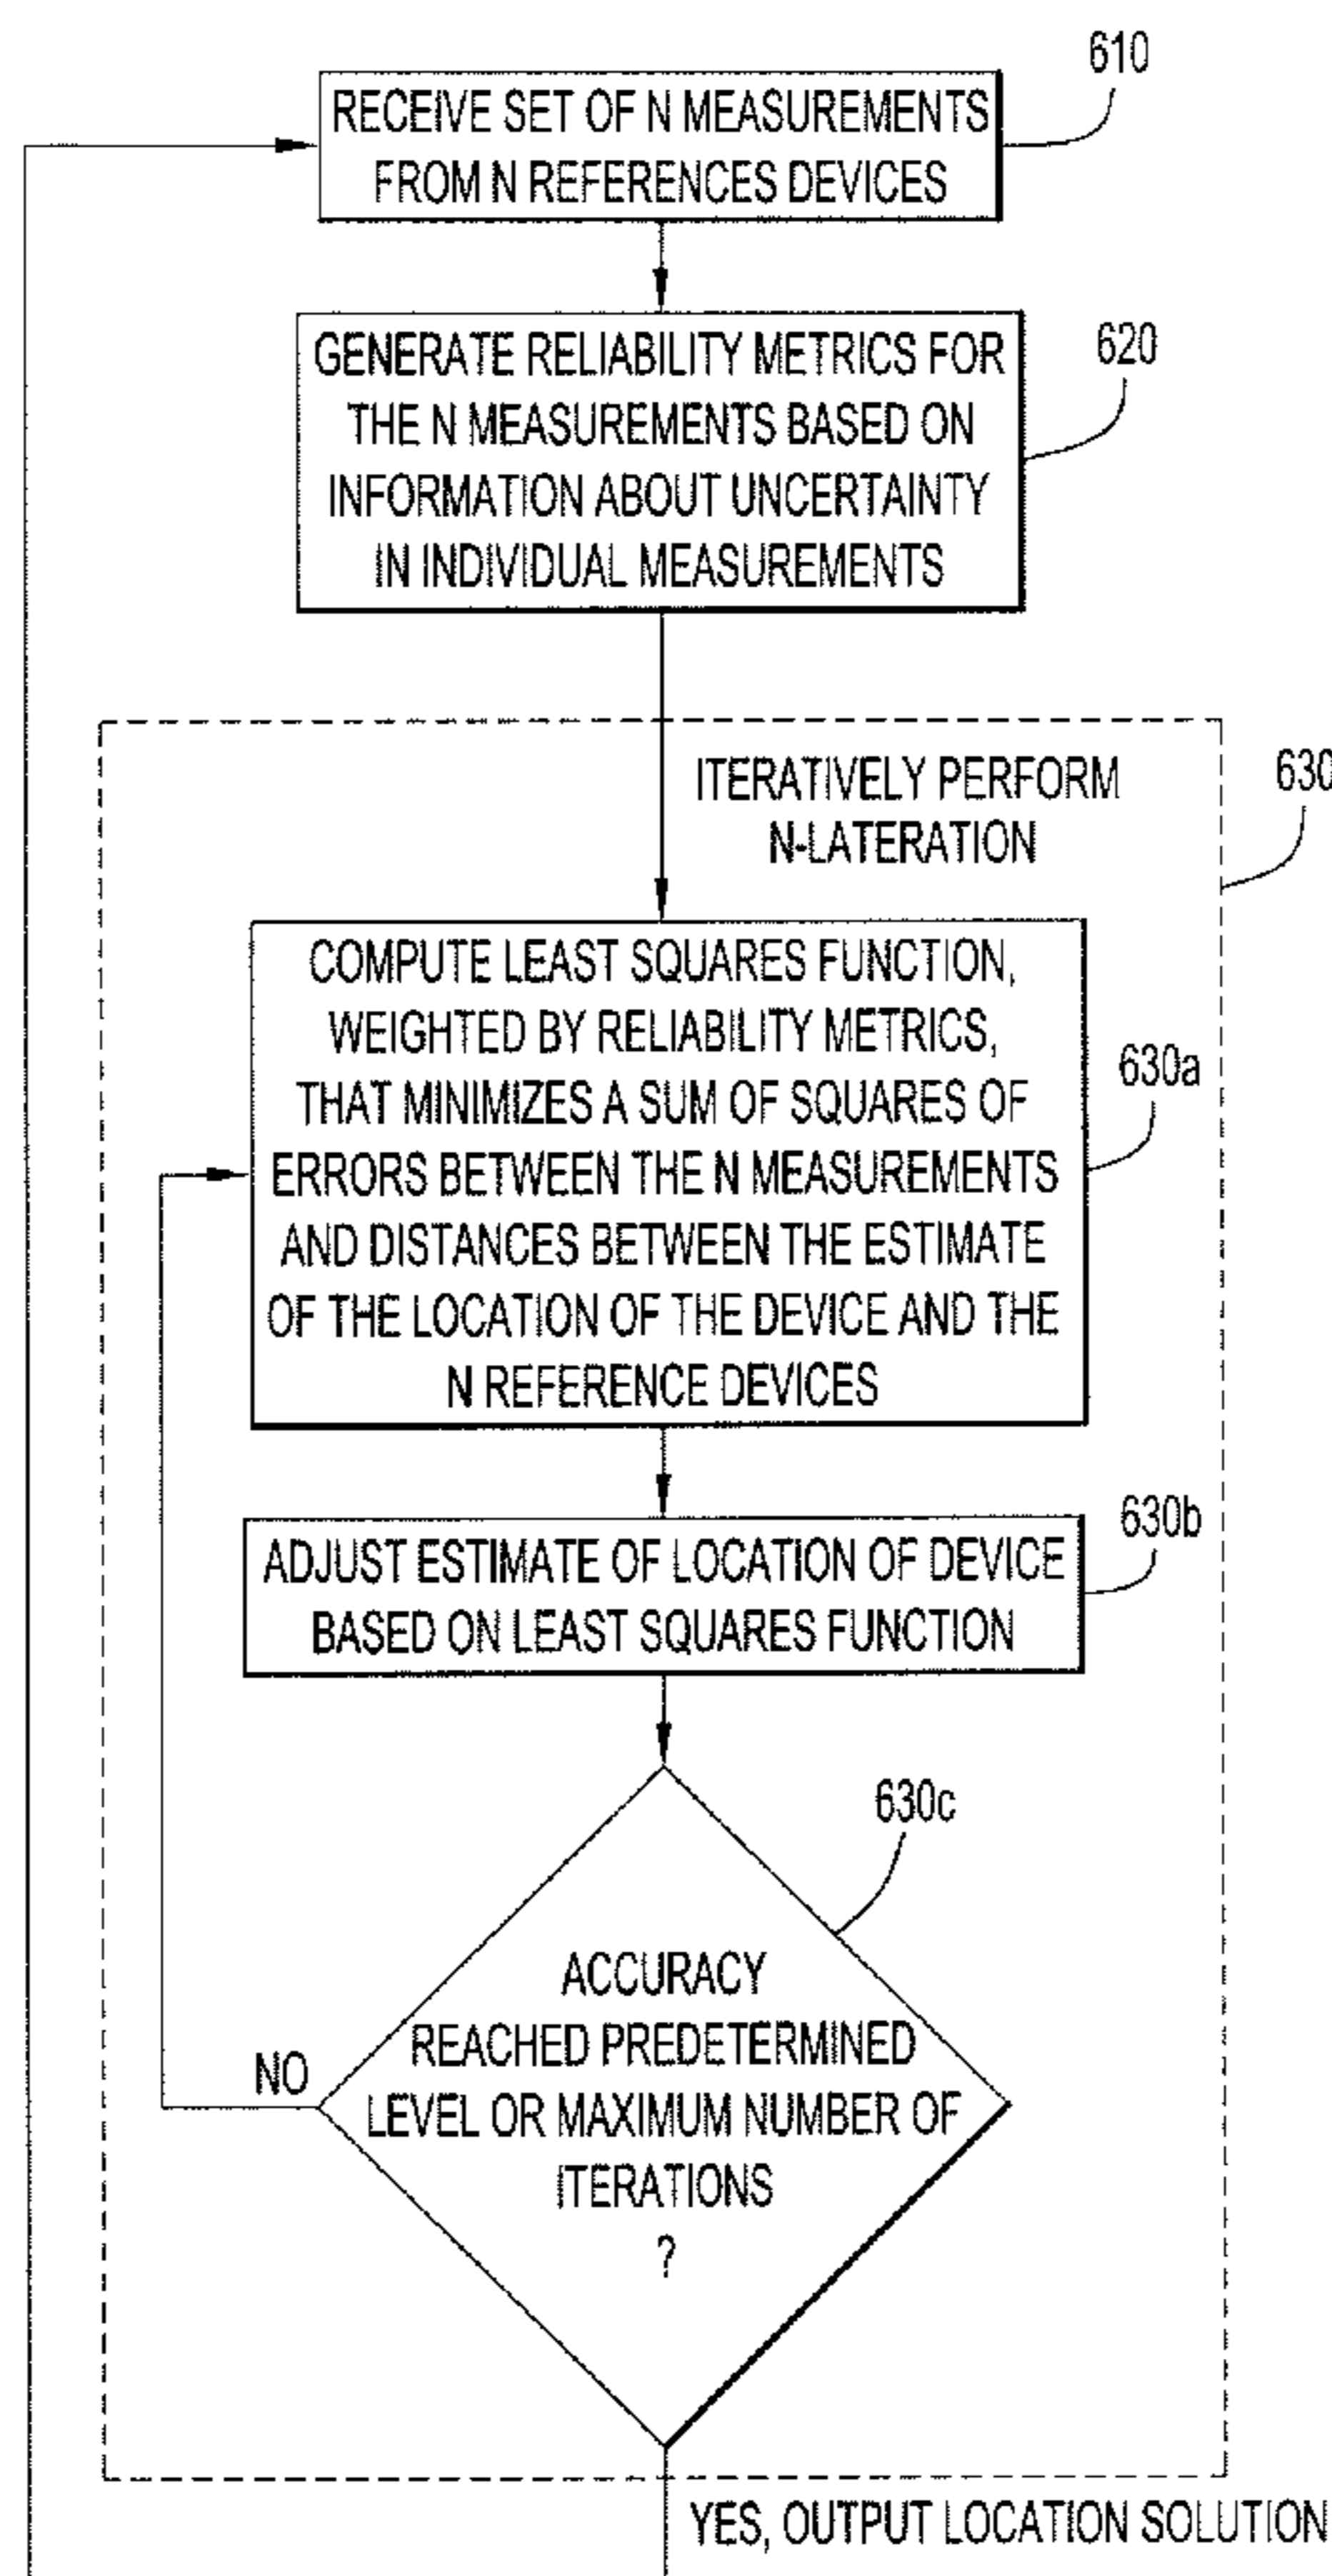 610
RECEIVE SET OF N MEASUREMENTS
FROM N REFERENCES DEVICES
620
GENERATE RELIABILITY METRICS FOR
THE N MEASUREMENTS BASED ON
INFORMATION ABOUT UNCERTAINTY
IN INDIVIDUAL MEASUREMENTS
630
ITERATIVELY PERFORM
N-LATERATION
630a
COMPUTE LEAST SQUARES FUNCTION,
WEIGHTED BY RELIABILITY METRICS,
THAT MINIMIZES A SUM OF SQUARES OF
ERRORS BETWEEN THE N MEASUREMENTS
AND DISTANCES BETWEEN THE ESTIMATE
OF THE LOCATION OF THE DEVICE AND THE
N REFERENCE DEVICES
630b
ADJUST ESTIMATE OF LOCATION OF DEVICE
BASED ON LEAST SQUARES FUNCTION
630c
ACCURACY
REACHED PREDETERMINED
LEVEL OR MAXIMUM NUMBER OF
ITERATIONS
?
NO
YES, OUTPUT LOCATION SOLUTION